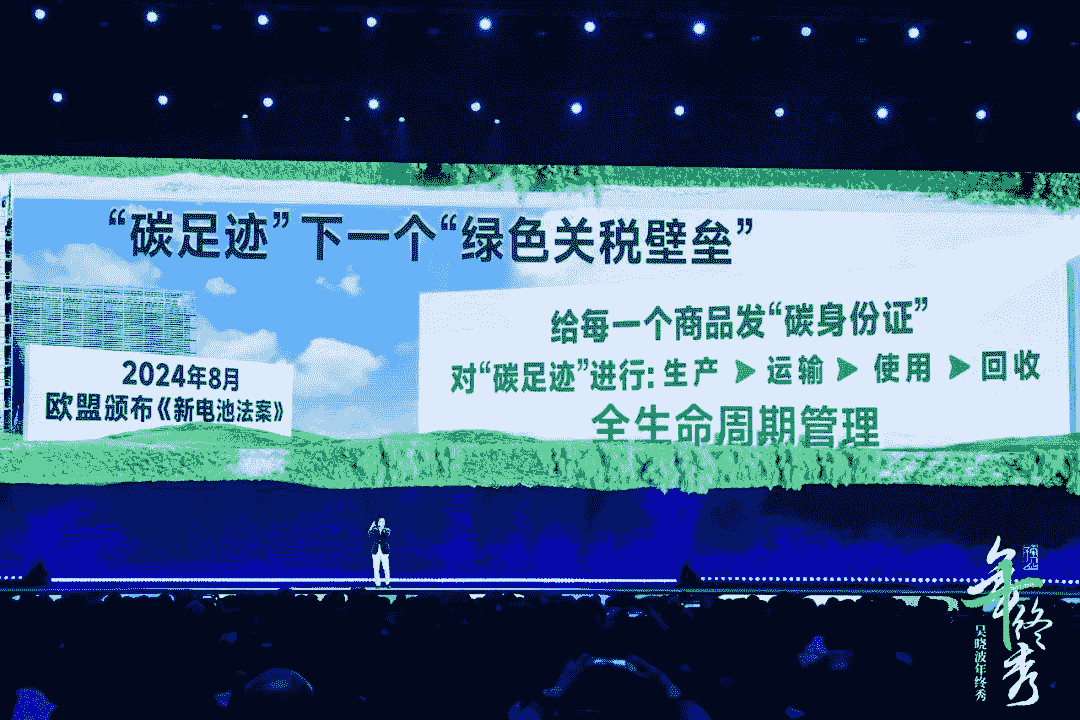 “碳足迹”下一个“绿色关税壁垒”
给每一个商品发“碳身份证”
对“碳足迹”进行: 生产 ➤ 运输 ➤ 使用 ➤ 回收
全生命周期管理
2024年8月
欧盟颁布《新电池法案》
年终秀
吴晓波年终秀